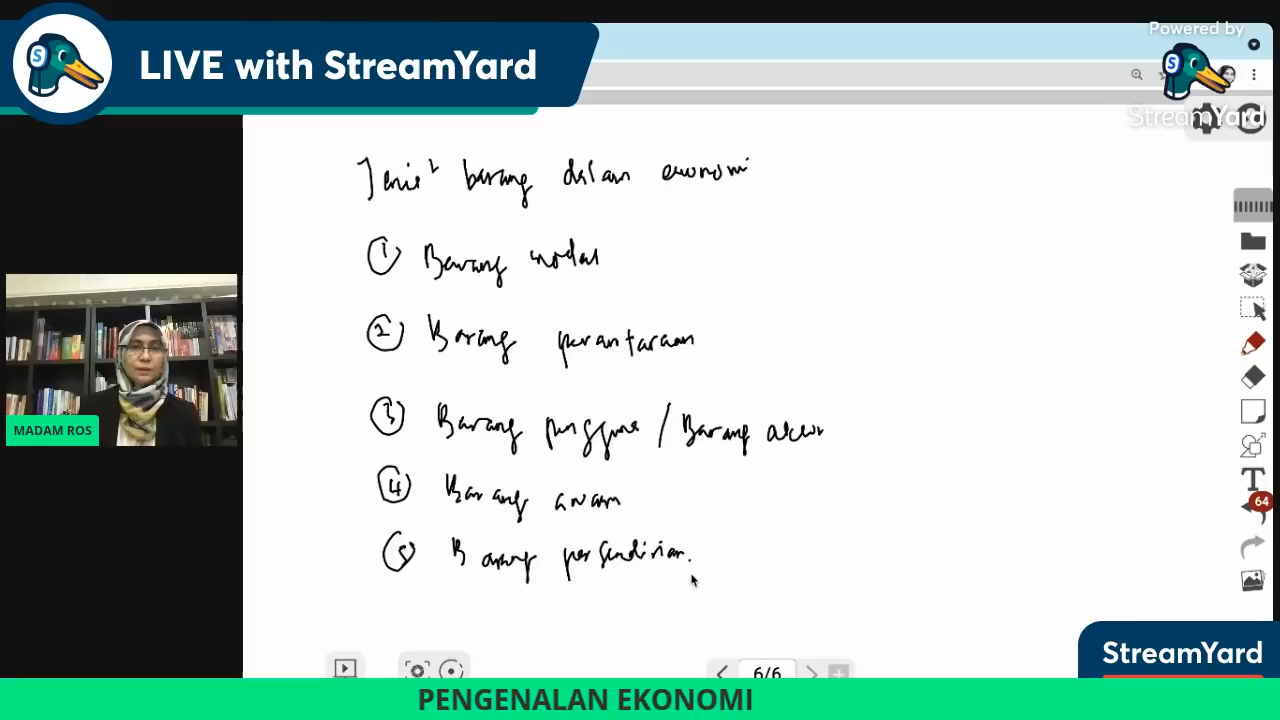 Powered by
LIVE with StreamYard
StreamYard
Jenis² barang dalam ekonomi
① Barang modal
② Barang perantaraan
③ Barang pengguna / Barang akhir
④ Barang awam
⑤ Barang persendirian.
MADAM ROS
64
6/6
StreamYard
PENGENALAN EKONOMI